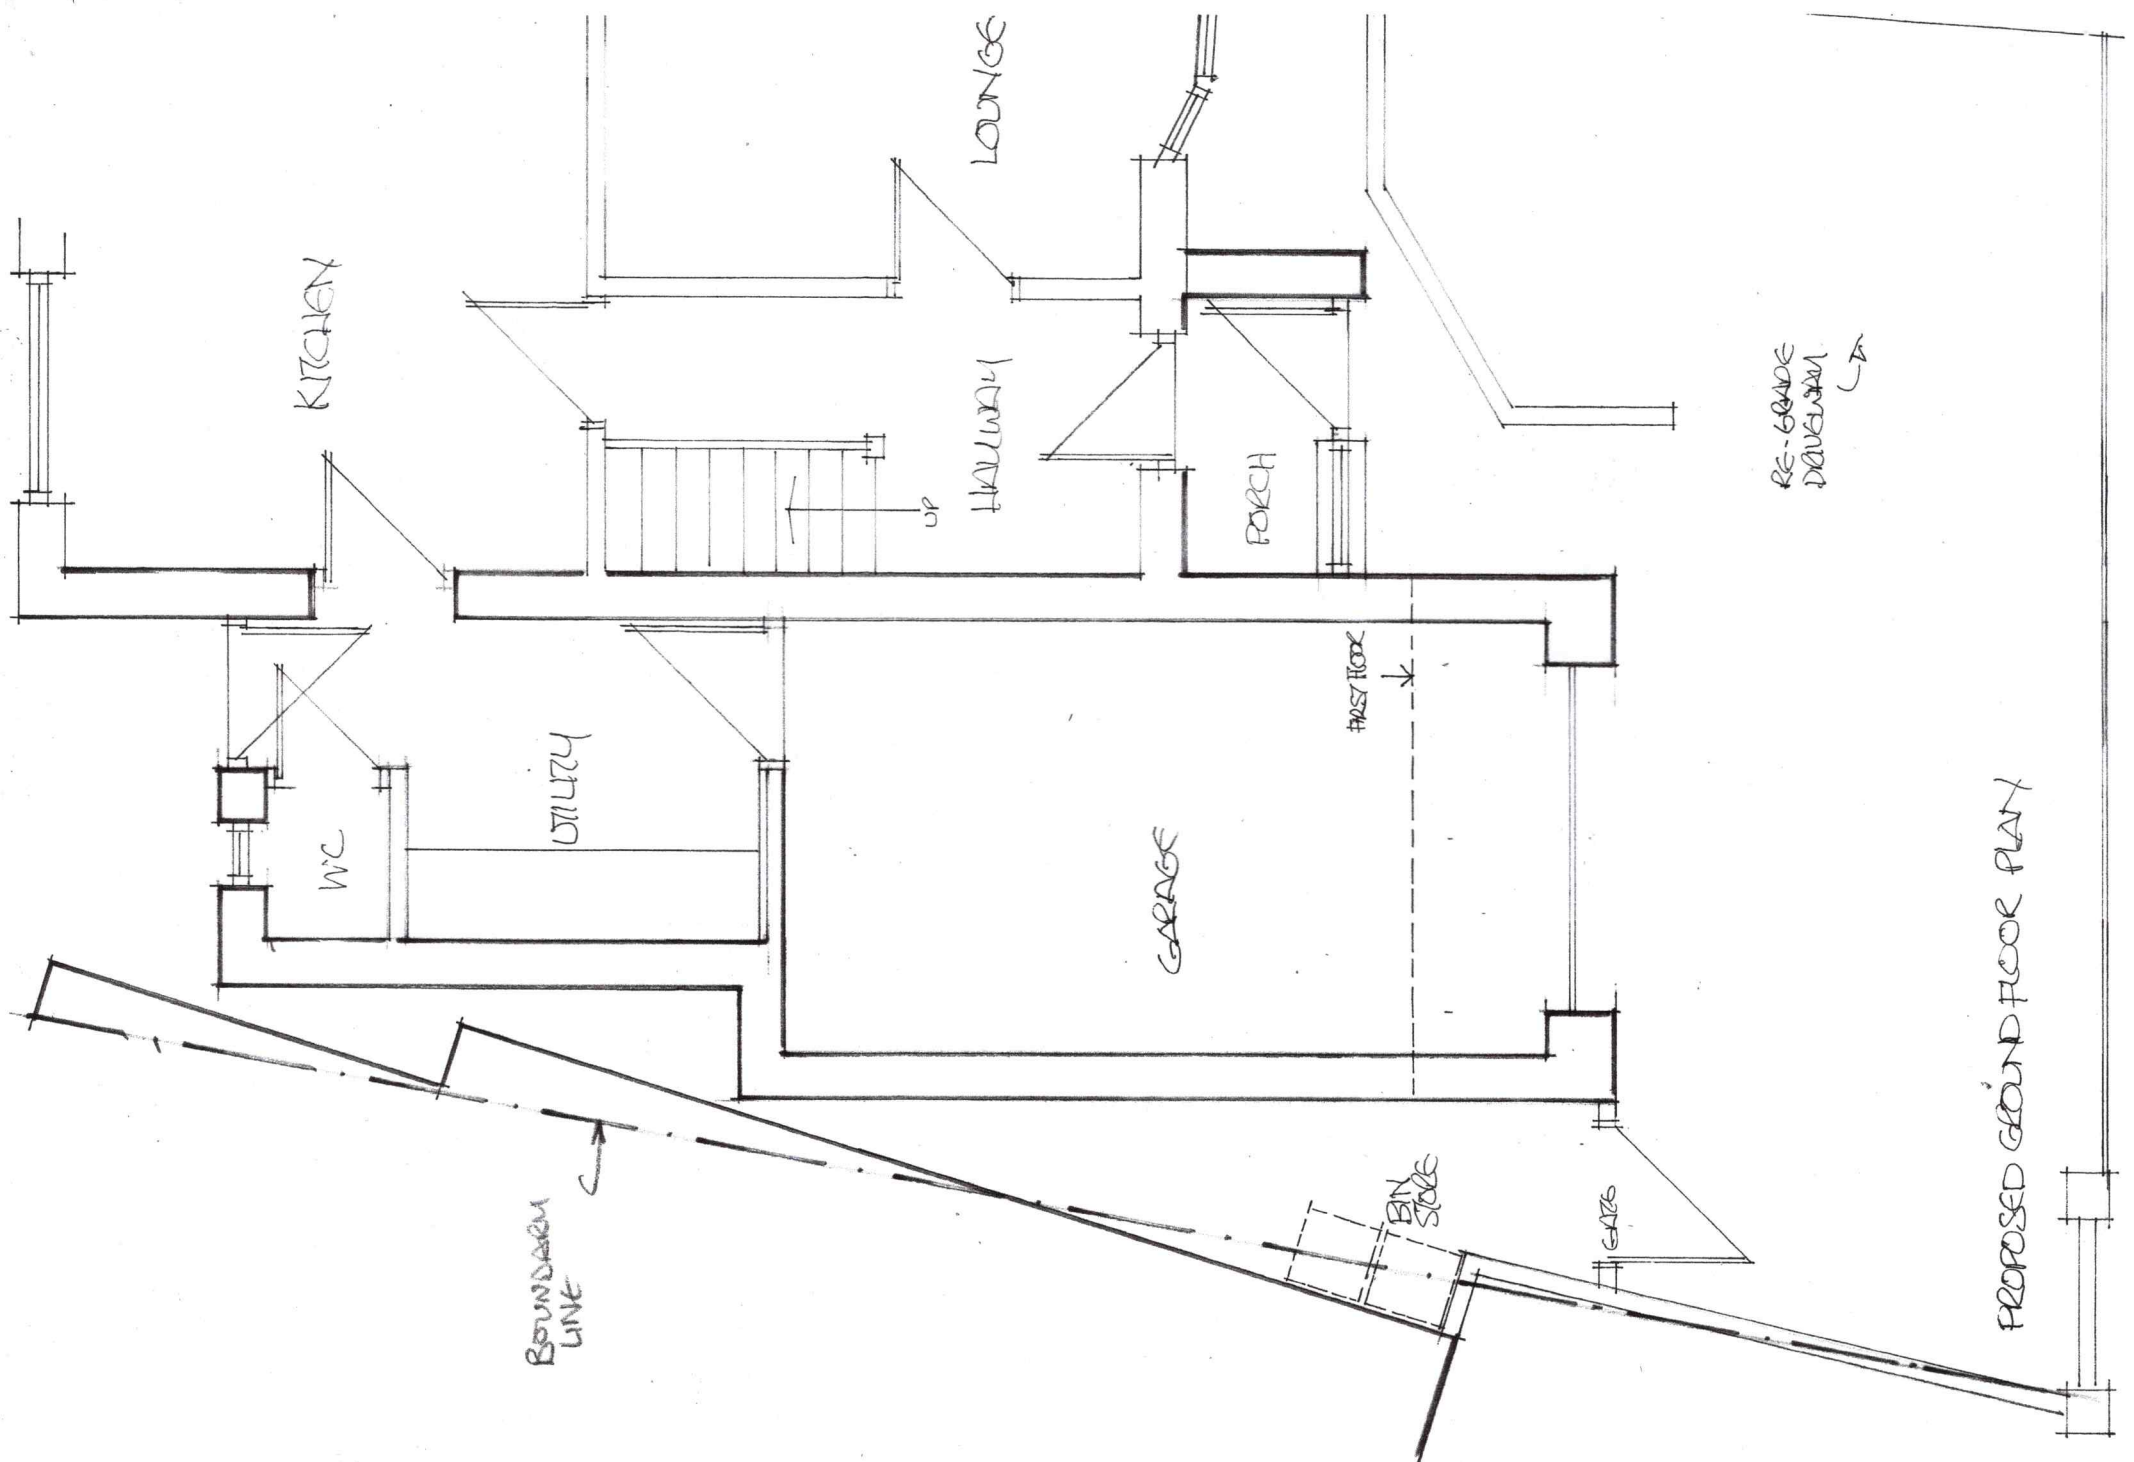 KITCHEN
LOUNGE
HALLWAY
UP
PORCH
WC
UTILITY
GARAGE
FIRST FLOOR
RE-GRADE
DRIVEWAY
BOUNDARY
LINE
BIN
STORE
GATE
PROPOSED GROUND FLOOR PLAN